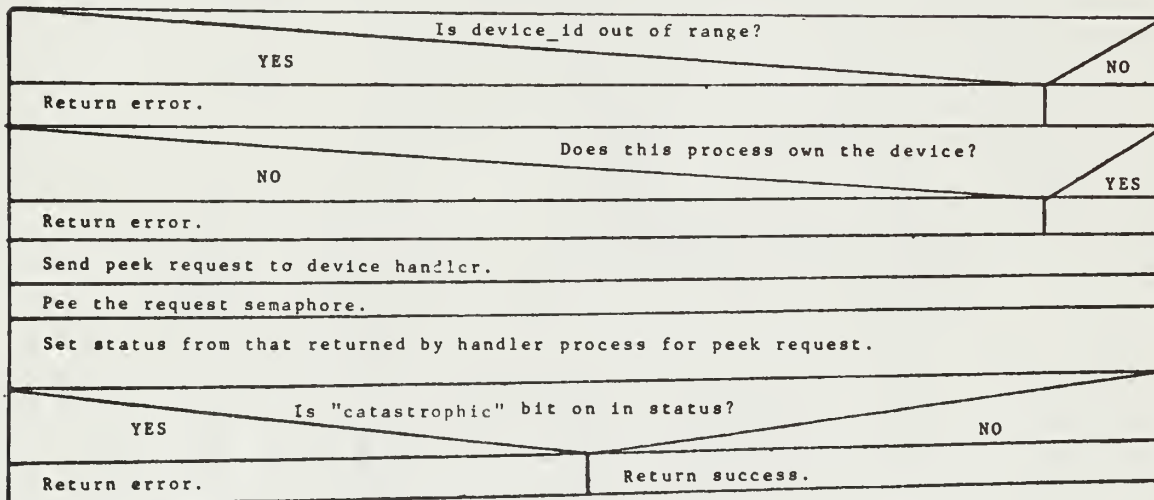 Is device_id out of range?
YES
NO
Return error.
Does this process own the device?
NO
YES
Return error.
Send peek request to device handler.
Pee the request semaphore.
Set status from that returned by handler process for peek request.
Is "catastrophic" bit on in status?
YES
NO
Return error.
Return success.